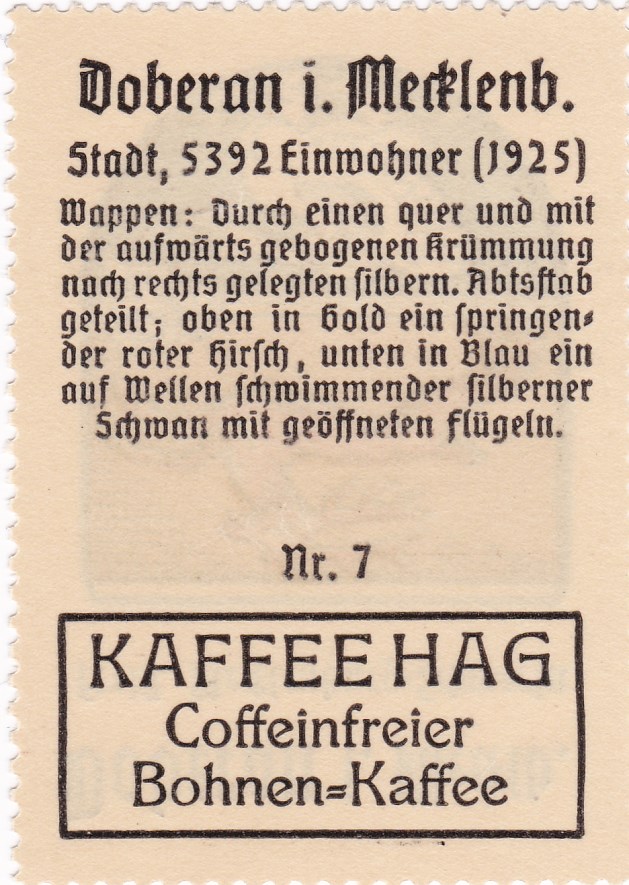 Doberan i. Mecklenb.
Stadt, 5392 Einwohner (1925)
Wappen: Durch einen quer und mit
der aufwärts gebogenen Krümmung
nach rechts gelegten silbern. Abtsstab
geteilt; oben in Gold ein springen=
der roter Hirsch, unten in Blau ein
auf Wellen schwimmender silberner
Schwan mit geöffneten Flügeln.
Nr. 7
KAFFEE HAG
Coffeinfreier
Bohnen=Kaffee